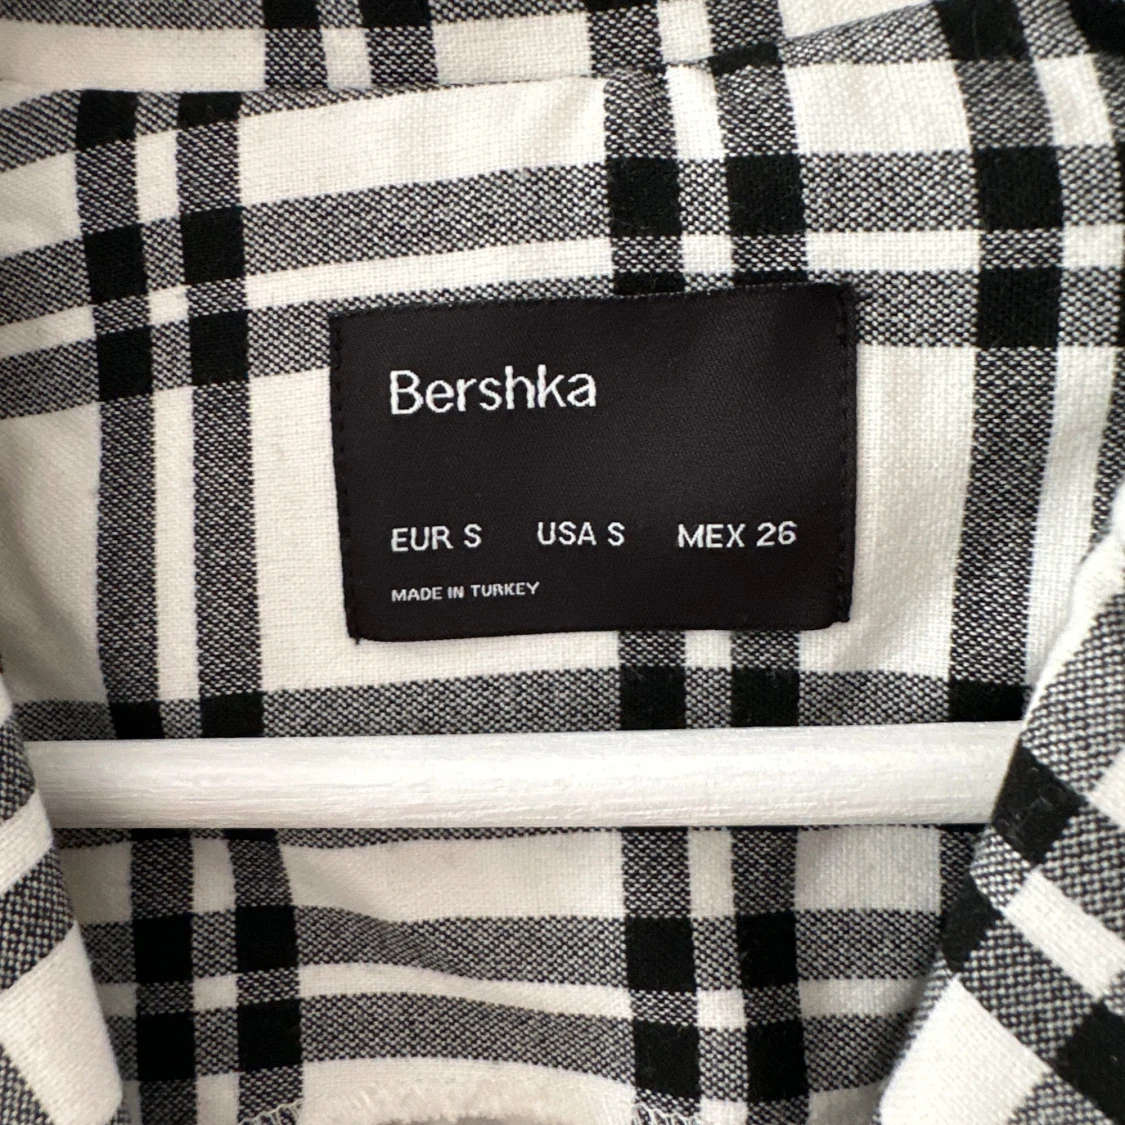 Bershka
EUR S USA S MEX 26
MADE IN TURKEY